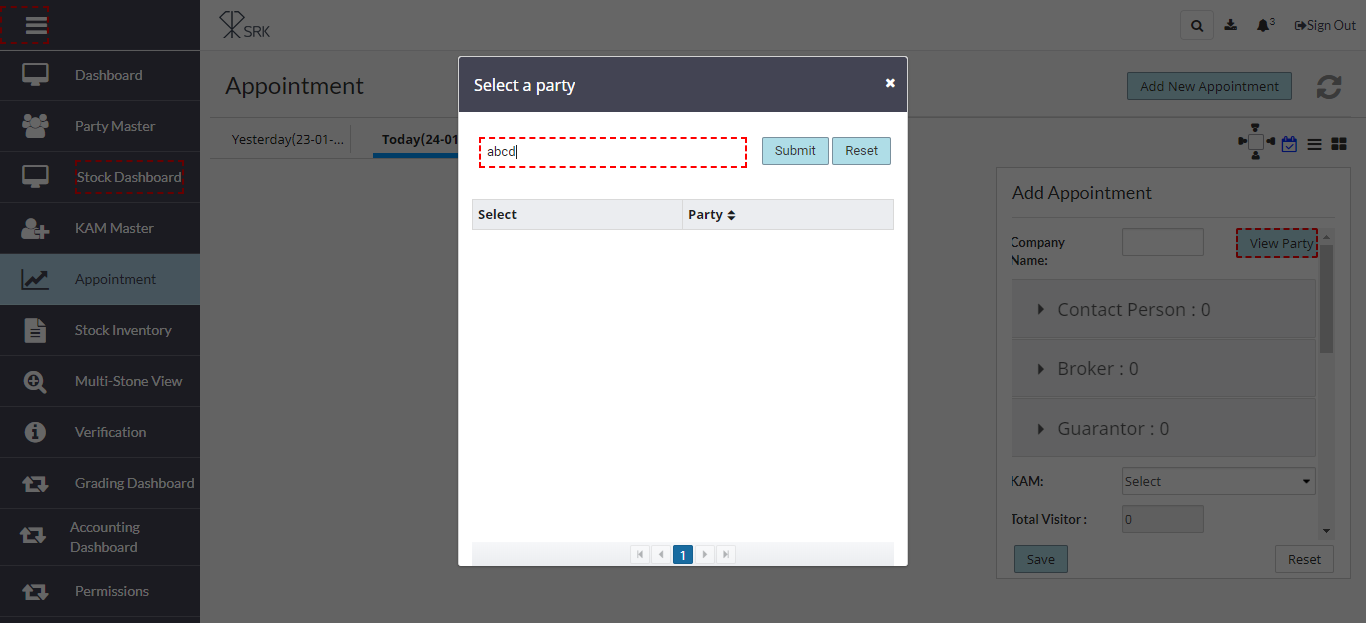 SRK
3
Sign Out
Dashboard
Party Master
Stock Dashboard
KAM Master
Appointment
Stock Inventory
Multi-Stone View
Verification
Grading Dashboard
Accounting
Dashboard
Permissions
Appointment
Add New Appointment
Yesterday(23-01-...
Today(24-01
Select a party
abcd
Submit
Reset
Select
Party
1
Add Appointment
Company
Name:
View Party
Contact Person : 0
Broker : 0
Guarantor : 0
KAM:
Select
Total Visitor :
0
Save
Reset